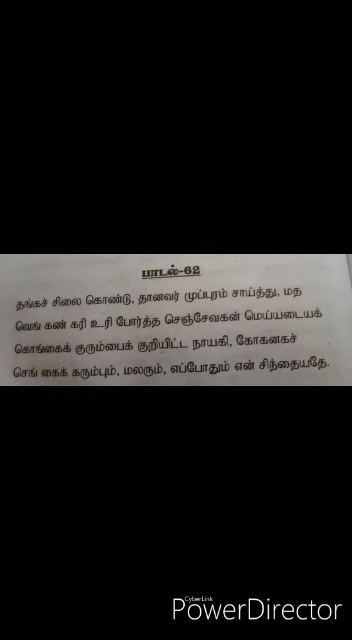 பாடல்-62
தங்கச் சிலை கொண்டு, தானவர் முப்புரம் சாய்த்து, மத
வெங் கண் கரி உரி போர்த்த செஞ்சேவகன் மெய்யடையக்
கொங்கைக் குரும்பைக் குறியிட்ட நாயகி, கோகனகச்
செங் கைக் கரும்பும், மலரும், எப்போதும் என் சிந்தையதே.
CyberLink
PowerDirector